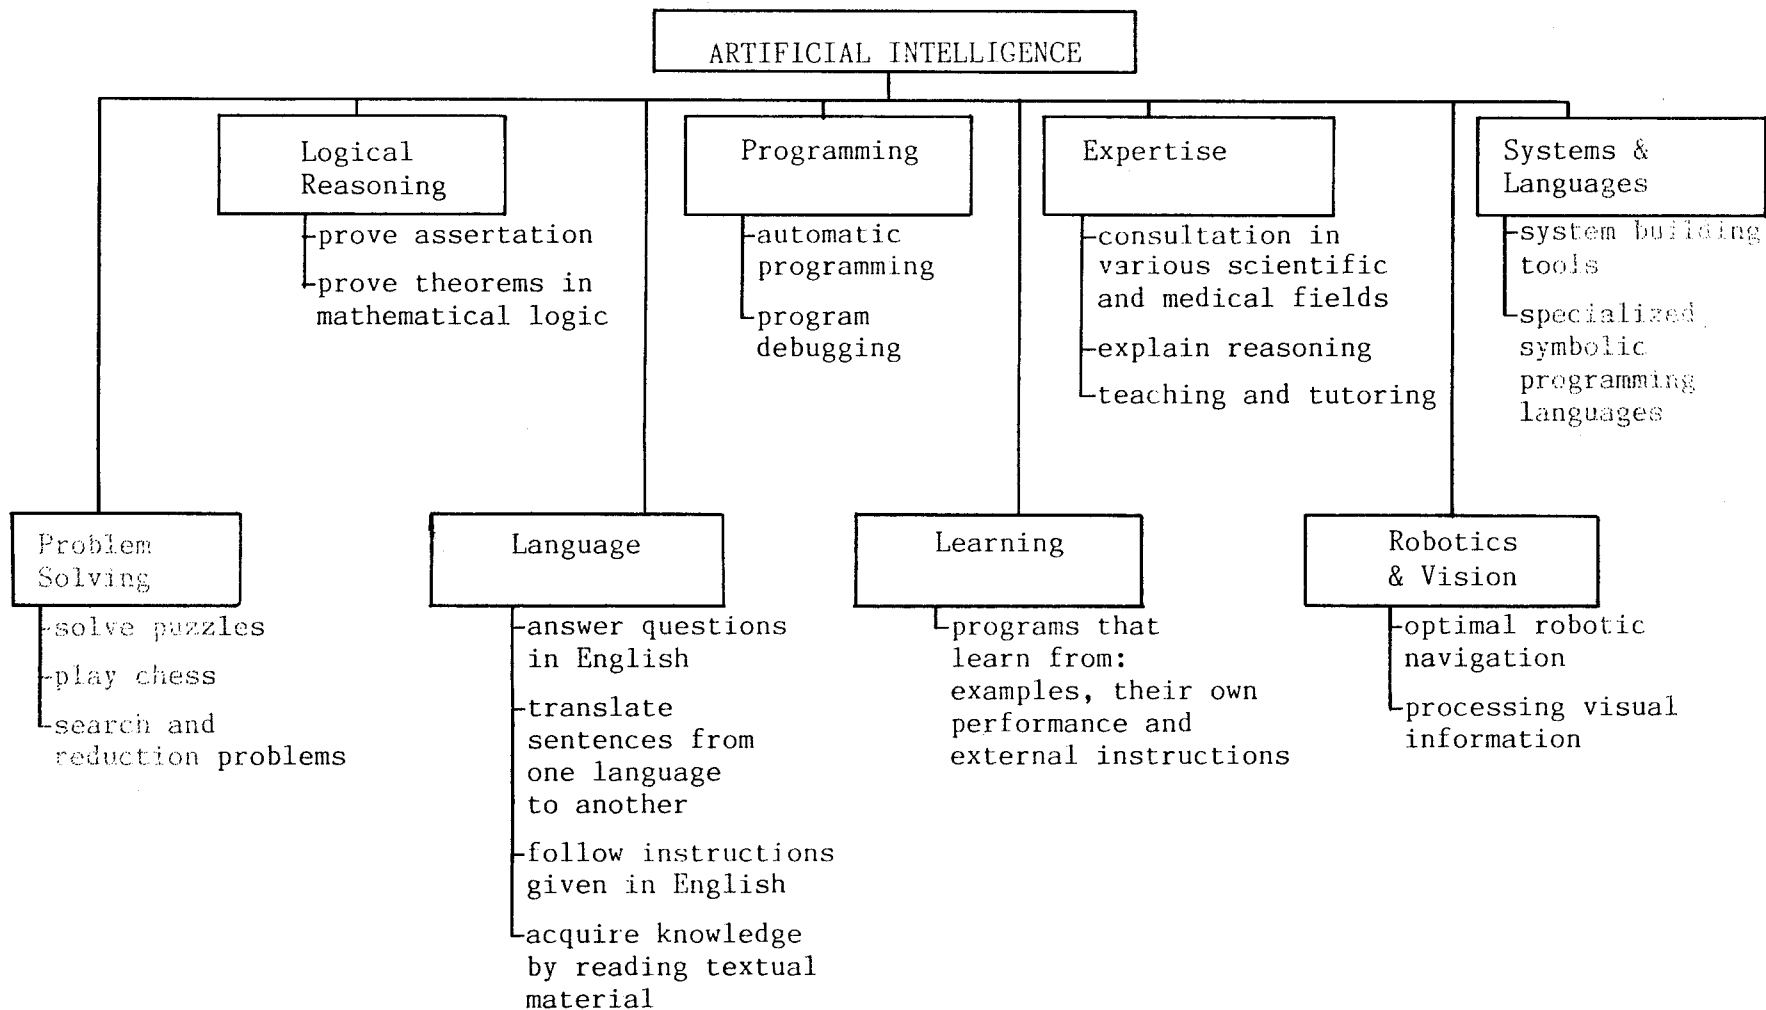 ARTIFICIAL INTELLIGENCE
Logical
Reasoning
prove assertation
prove theorems in
mathematical logic
Programming
automatic
programming
program
debugging
Expertise
consultation in
various scientific
and medical fields
explain reasoning
teaching and tutoring
Systems &
Languages
system building
tools
specialized
symbolic
programming
languages
Problem
Solving
solve puzzles
play chess
search and
reduction problems
Language
answer questions
in English
translate
sentences from
one language
to another
follow instructions
given in English
acquire knowledge
by reading textual
material
Learning
programs that
learn from:
examples, their own
performance and
external instructions
Robotics
& Vision
optimal robotic
navigation
processing visual
information